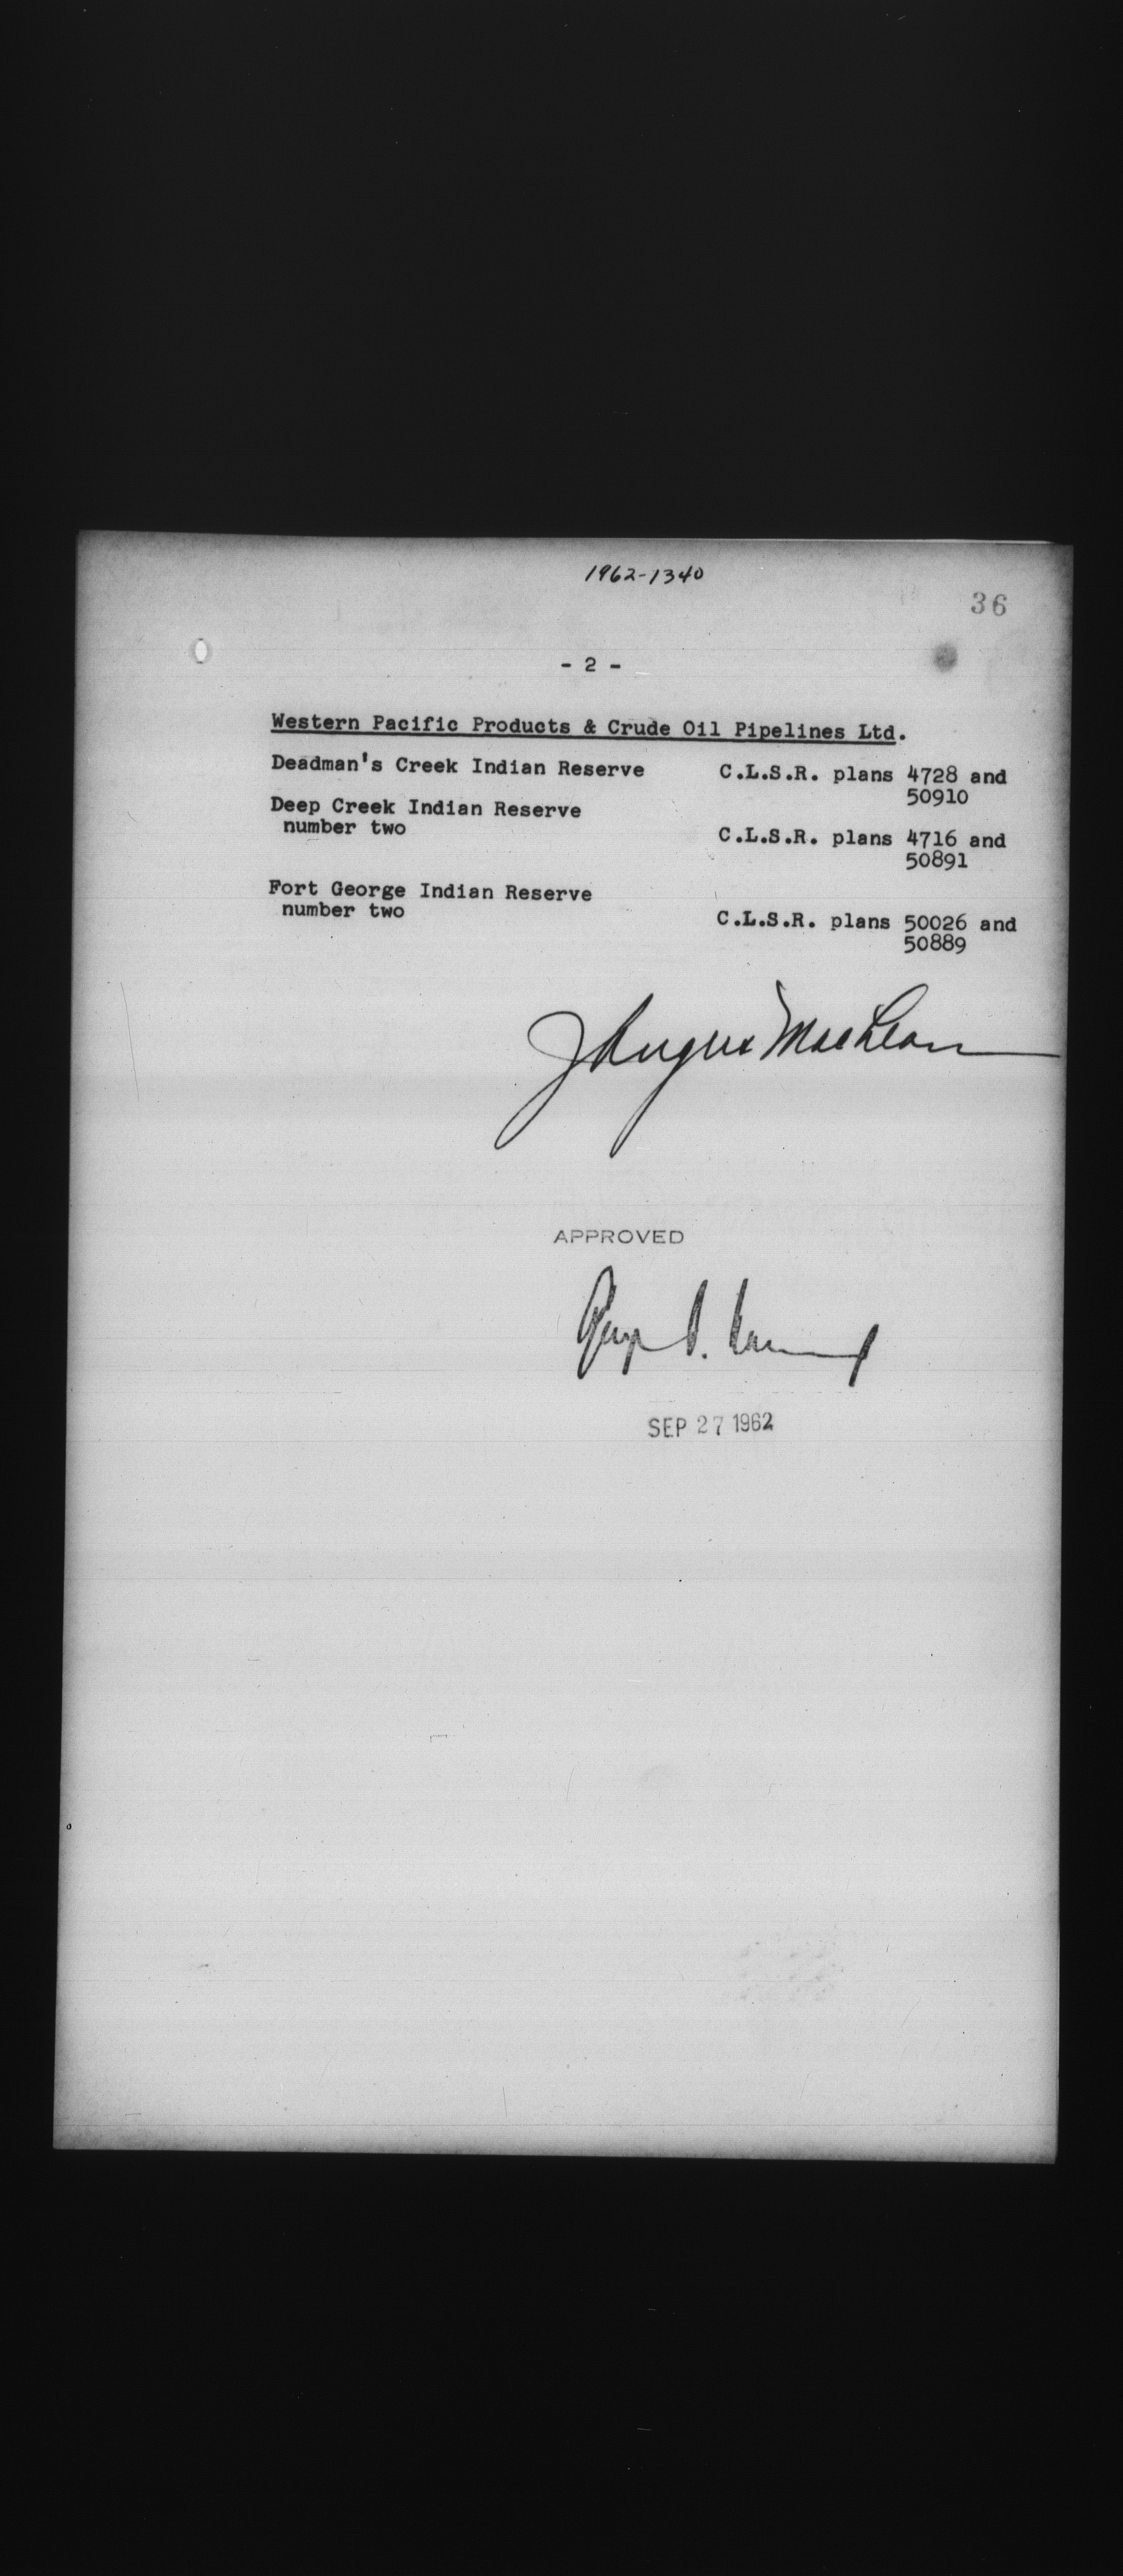 1962-1340
36
- 2 -
Western Pacific Products & Crude Oil Pipelines Ltd.
Deadman's Creek Indian Reserve C.L.S.R. plans 4728 and
50910
Deep Creek Indian Reserve
number two
C.L.S.R. plans 4716 and
50891
Fort George Indian Reserve
number two
C.L.S.R. plans 50026 and
50889
J Angus MacLean
APPROVED
SEP 27 1962